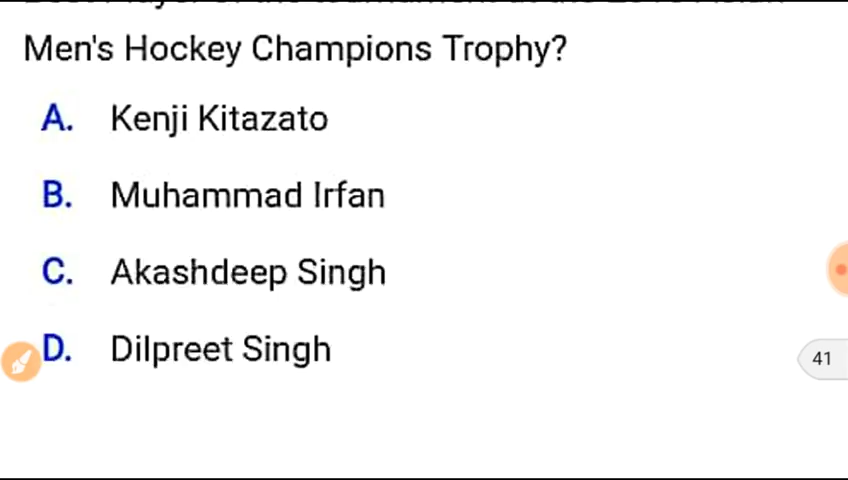 Men's Hockey Champions Trophy?
A. Kenji Kitazato
B. Muhammad Irfan
C. Akashdeep Singh
D. Dilpreet Singh
41